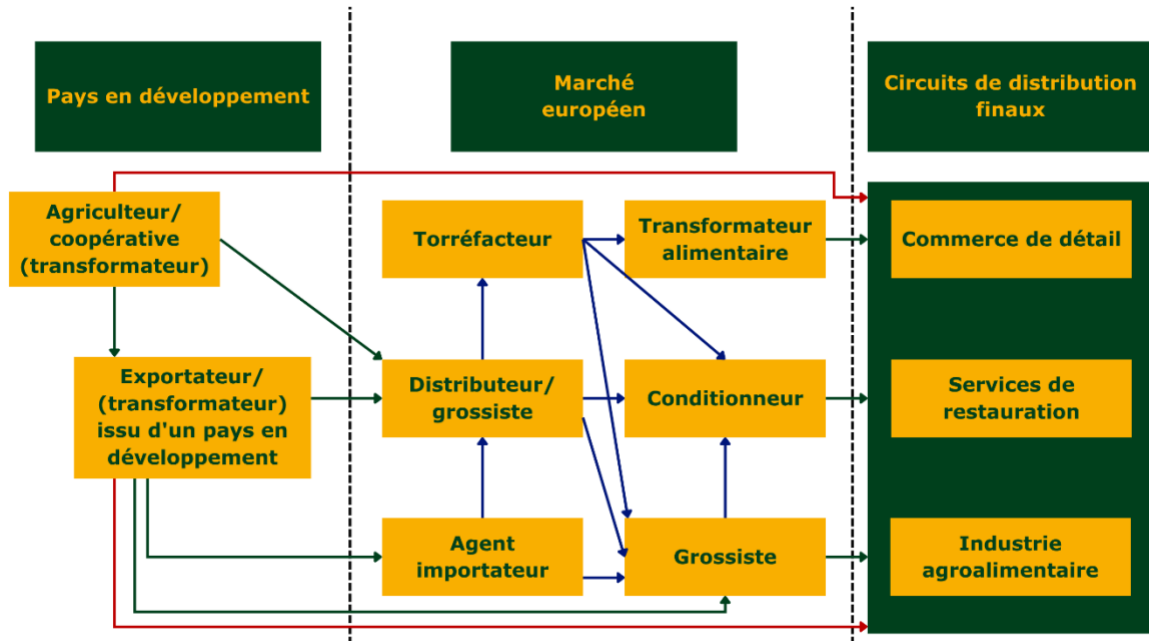 Pays en développement
Marché
européen
Circuits de distribution
finaux
Agriculteur/
coopérative
(transformateur)
Torréfacteur
Transformateur
alimentaire
Commerce de détail
Exportateur/
(transformateur)
issu d'un pays en
développement
Distributeur/
grossiste
Conditionneur
Services de
restauration
Agent
importateur
Grossiste
Industrie
agroalimentaire